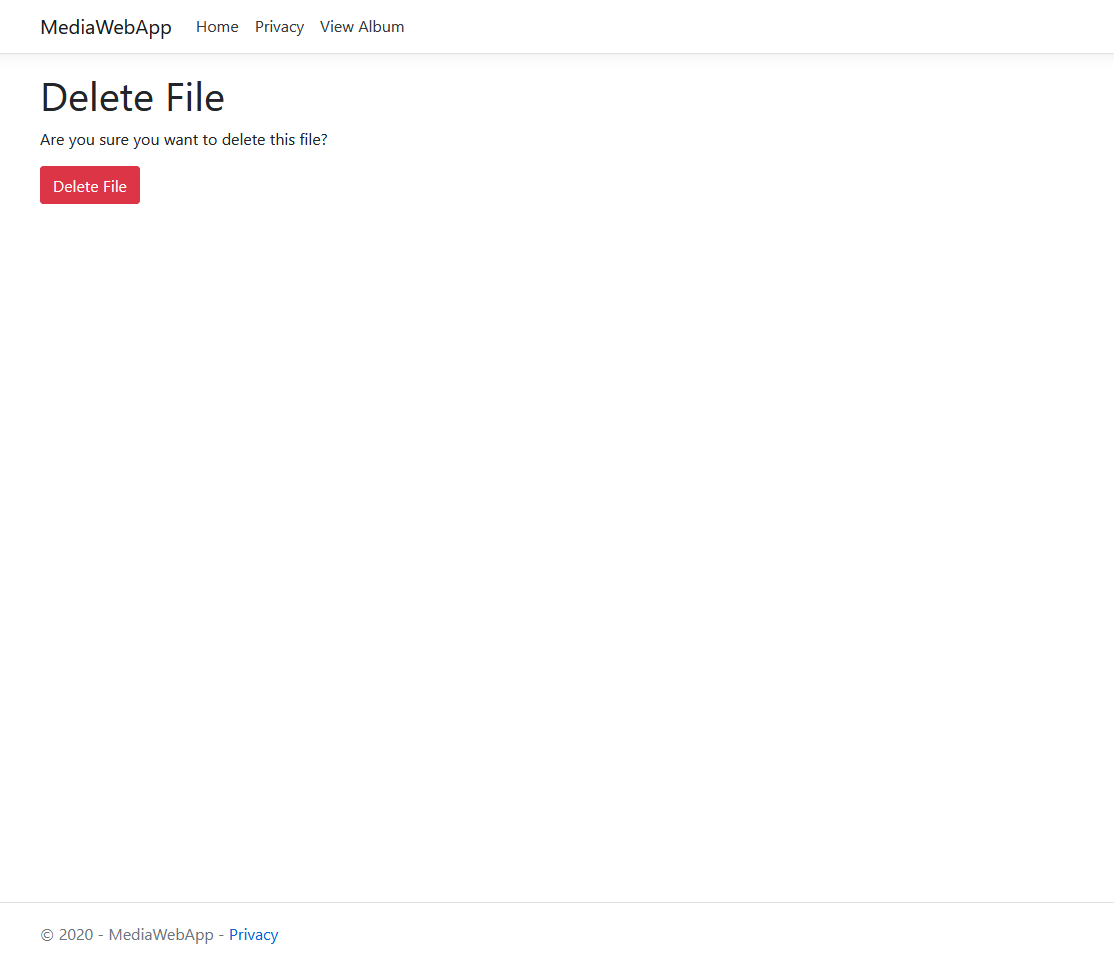 MediaWebApp Home Privacy View Album
Delete File
Are you sure you want to delete this file?
Delete File
© 2020 - MediaWebApp - Privacy